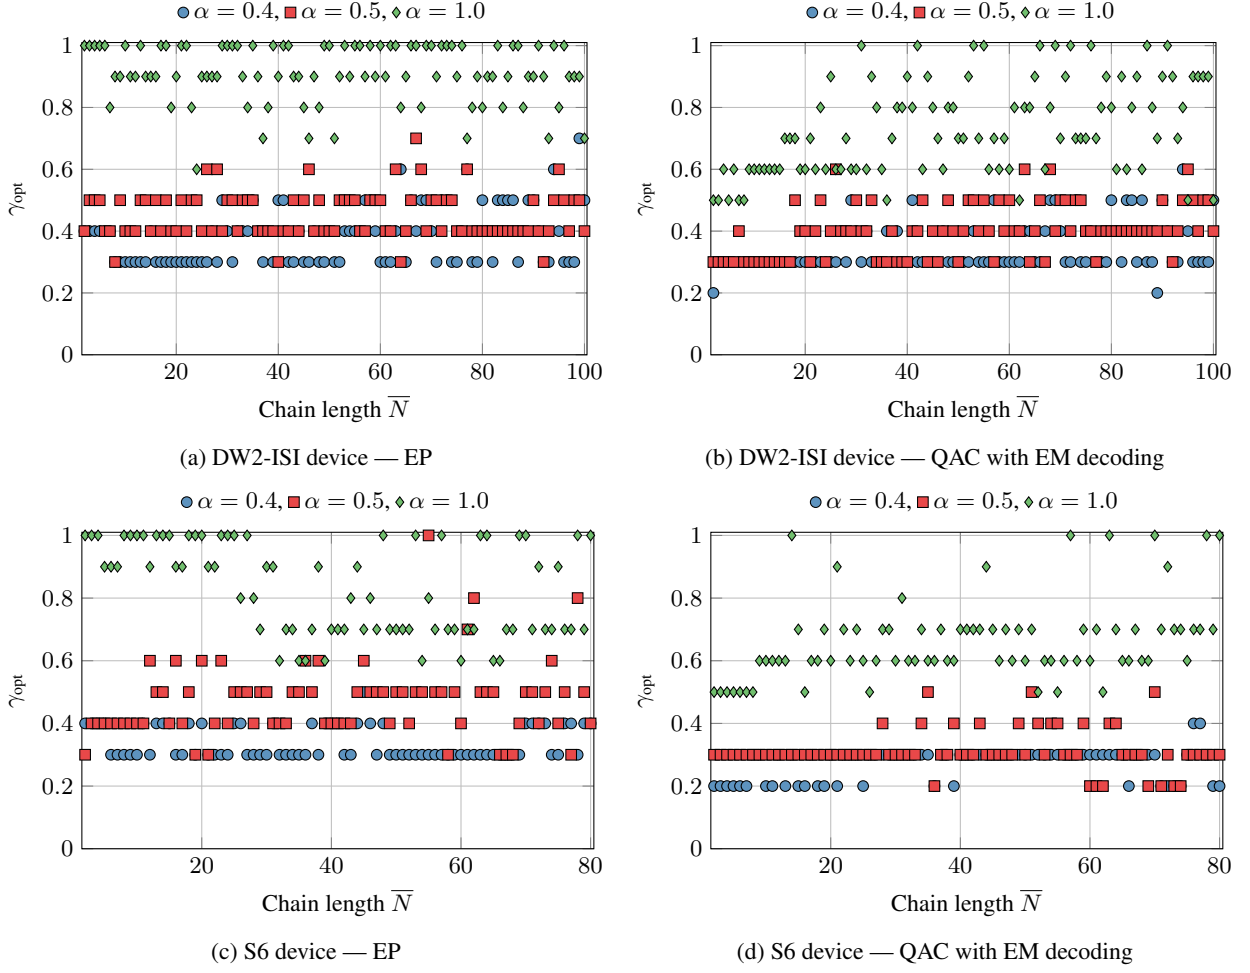 α = 0.4, α = 0.5, α = 1.0
1
0.8
0.6
0.4
0.2
0
γopt
20 40 60 80 100
Chain length N̅
(a) DW2-ISI device — EP
α = 0.4, α = 0.5, α = 1.0
1
0.8
0.6
0.4
0.2
0
γopt
20 40 60 80 100
Chain length N̅
(b) DW2-ISI device — QAC with EM decoding
α = 0.4, α = 0.5, α = 1.0
1
0.8
0.6
0.4
0.2
0
γopt
20 40 60 80
Chain length N̅
(c) S6 device — EP
α = 0.4, α = 0.5, α = 1.0
1
0.8
0.6
0.4
0.2
0
γopt
20 40 60 80
Chain length N̅
(d) S6 device — QAC with EM decoding